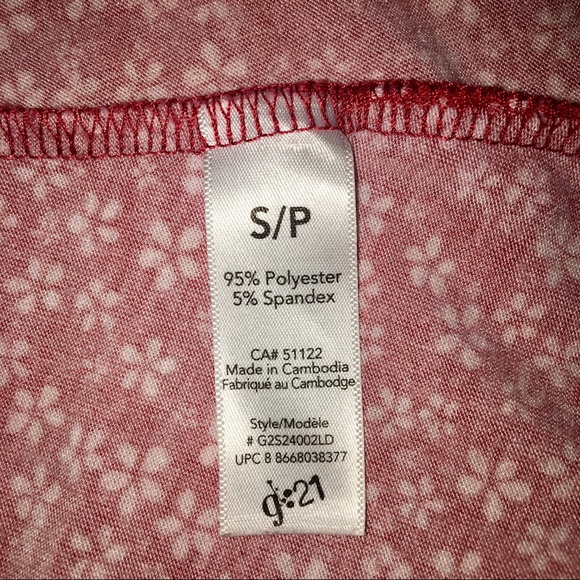 S/P
95% Polyester
5% Spandex
CA# 51122
Made in Cambodia
Fabriqué au Cambodge
Style/Modèle
# G2S24002LD
UPC 8 8668038377
g:21